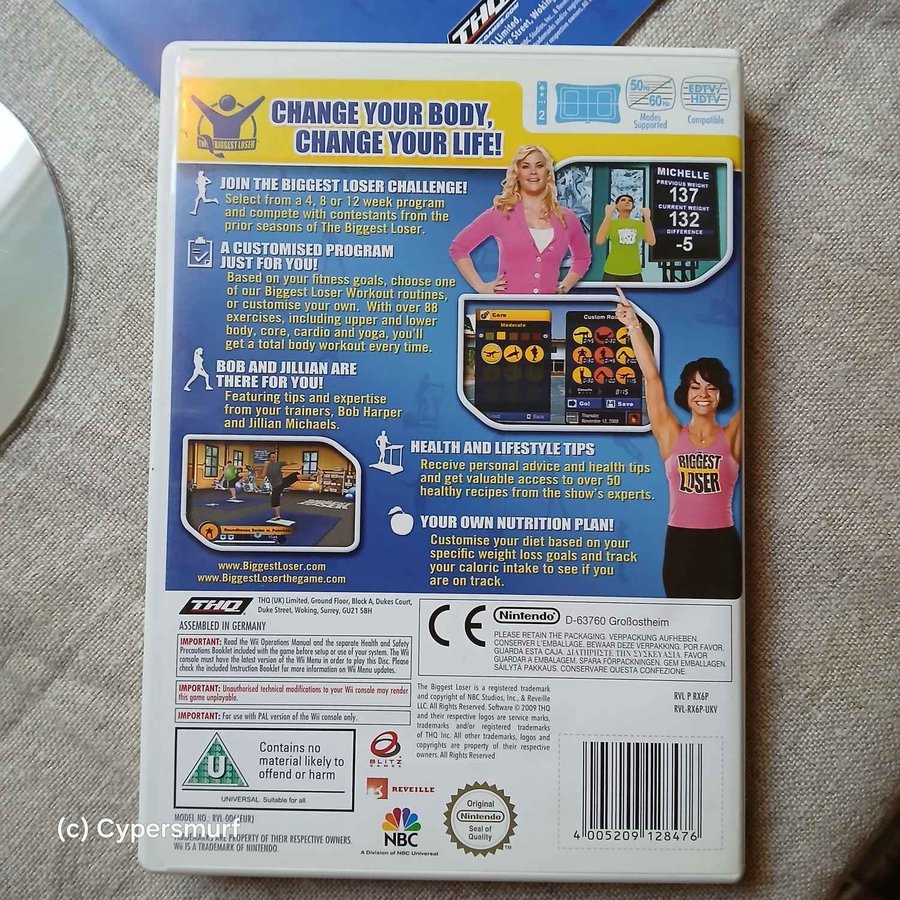 THQ
Limited,
Street, Woking
THE BIGGEST LOSER
CHANGE YOUR BODY,
CHANGE YOUR LIFE!
2
50Hz
60Hz
Modes
Supported
EDTV/
HDTV
Compatible
JOIN THE BIGGEST LOSER CHALLENGE!
Select from a 4, 8 or 12 week program
and compete with contestants from the
prior seasons of The Biggest Loser.
MICHELLE
PREVIOUS WEIGHT
137
CURRENT WEIGHT
132
DIFFERENCE
-5
A CUSTOMISED PROGRAM
JUST FOR YOU!
Based on your fitness goals, choose one
of our Biggest Loser Workout routines,
or customise your own. With over 88
exercises, including upper and lower
body, core, cardio and yoga, you'll
get a total body workout every time.
Core
Moderate
Custom
Go!
Save
Back
Thursday
November 12, 2009
BOB AND JILLIAN ARE
THERE FOR YOU!
Featuring tips and expertise
from your trainers, Bob Harper
and Jillian Michaels.
HEALTH AND LIFESTYLE TIPS
Receive personal advice and health tips
and get valuable access to over 50
healthy recipes from the show's experts.
BIGGEST
LOSER
YOUR OWN NUTRITION PLAN!
Customise your diet based on your
specific weight loss goals and track
your caloric intake to see if you
are on track.
www.BiggestLoser.com
www.BiggestLoserthegame.com
THQ
THQ (UK) Limited, Ground Floor, Block A, Dukes Court,
Duke Street, Woking, Surrey, GU21 5BH
ASSEMBLED IN GERMANY
IMPORTANT: Read the Wii Operations Manual and the separate Health and Safety
Precautions Booklet included with the game before setup or use of your system. The Wii
console must have the latest version of the Wii Menu in order to play this Disc. Please
check the included Instruction Booklet for more information on Wii Menu updates.
IMPORTANT: Unauthorised technical modifications to your Wii console may render
this game unplayable.
IMPORTANT: For use with PAL version of the Wii console only.
CE
Nintendo
D-63760 Großostheim
PLEASE RETAIN THE PACKAGING. VERPACKUNG AUFHEBEN.
CONSERVER L'EMBALLAGE. BEWAAR DEZE VERPAKKING. POR FAVOR,
GUARDA ESTA CAJA. ΔΙΑΤΗΡΗΣΤΕ ΤΗΝ ΣΥΣΚΕΥΑΣΙΑ. FAVOR
GUARDAR A EMBALAGEM. SPARA FÖRPACKNINGEN. GEM EMBALLAGEN.
SÄILYTÄ PAKKAUS. CONSERVARE QUESTA CONFEZIONE.
The Biggest Loser is a registered trademark
and copyright of NBC Studios, Inc., & Reveille
LLC. All Rights Reserved. Software © 2009 THQ
and their respective logos are service marks,
trademarks and/or registered trademarks
of THQ Inc. All other trademarks, logos and
copyrights are property of their respective
owners. All Rights Reserved.
RVL P RX6P
RVL-RX6P-UKV
U
Contains no
material likely to
offend or harm
UNIVERSAL Suitable for all.
BLITZ
GAMES
REVEILLE
NBC
A Division of NBC Universal
Original
Nintendo
Seal of
Quality
TM
4 005209 128476
MODEL NO.: RVL-006(EUR)
TRADEMARKS ARE PROPERTY OF THEIR RESPECTIVE OWNERS.
Wii IS A TRADEMARK OF NINTENDO.
(c) Cypersmurf